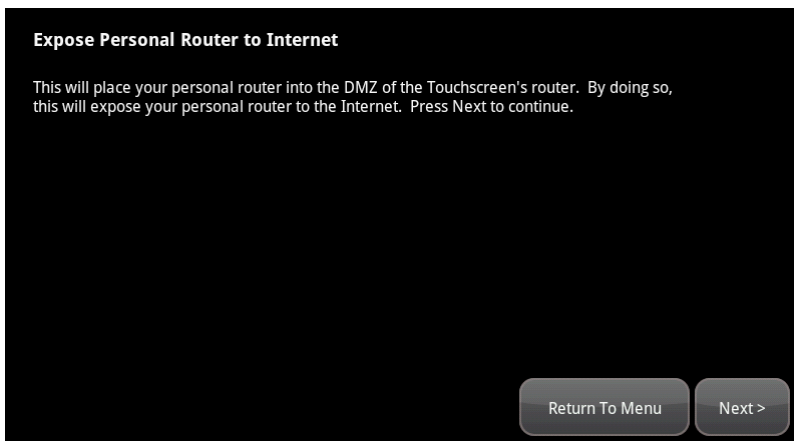 Expose Personal Router to Internet
This will place your personal router into the DMZ of the Touchscreen's router.  By doing so,
this will expose your personal router to the Internet.  Press Next to continue.
Return To Menu
Next >